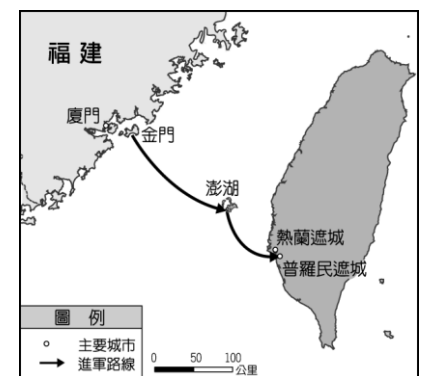 福建
廈門
金門
澎湖
熱蘭遮城
普羅民遮城
圖例
主要城市
進軍路線
0 50 100
公里